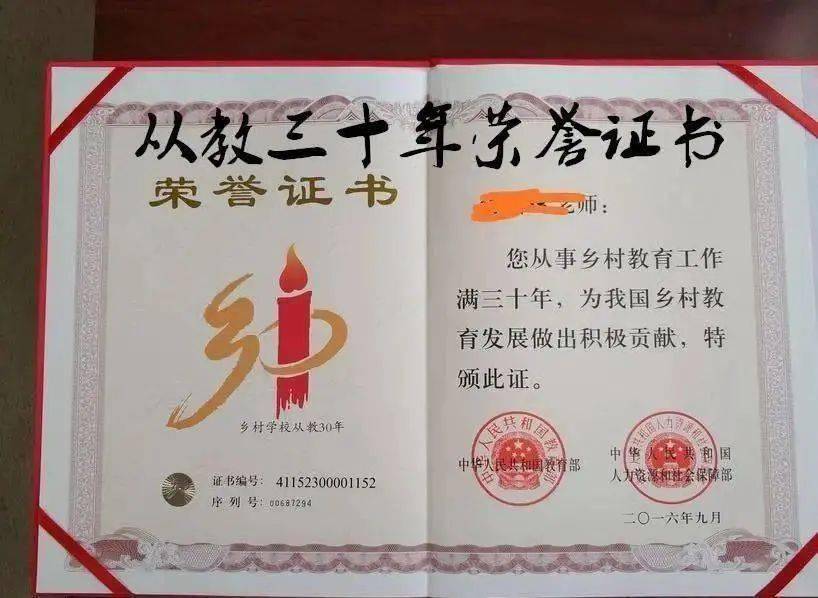 从教三十年荣誉证书
荣誉证书
乡村学校从教30年
证书编号: 41152300001152
序 列 号: 00687294
老师:
您从事乡村教育工作
满三十年，为我国乡村教
育发展做出积极贡献，特
颁此证。
中华人民共和国教育部
中华人民共和国
人力资源和社会保障部
二〇一六年九月